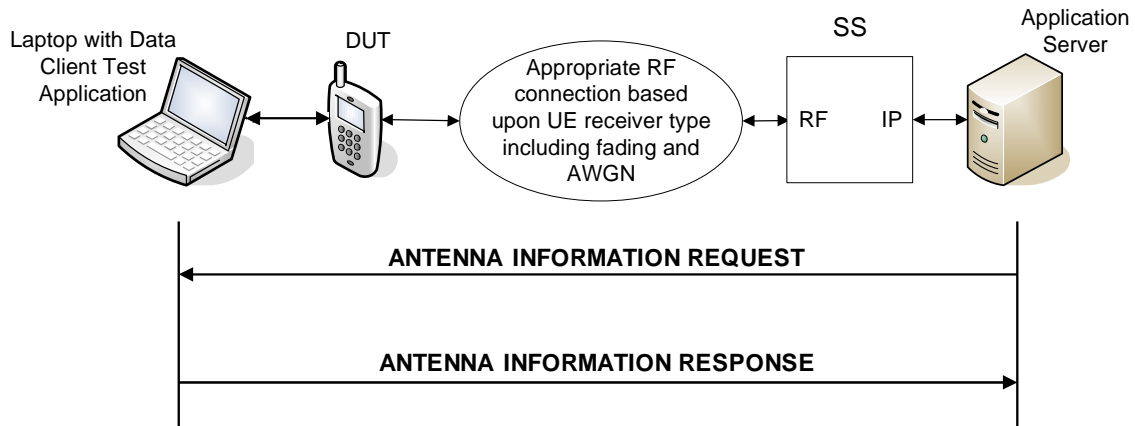 Laptop with Data
Client Test
Application
DUT
Appropriate RF
connection based
upon UE receiver type
including fading and
AWGN
SS
RF
IP
Application
Server
ANTENNA INFORMATION REQUEST
ANTENNA INFORMATION RESPONSE